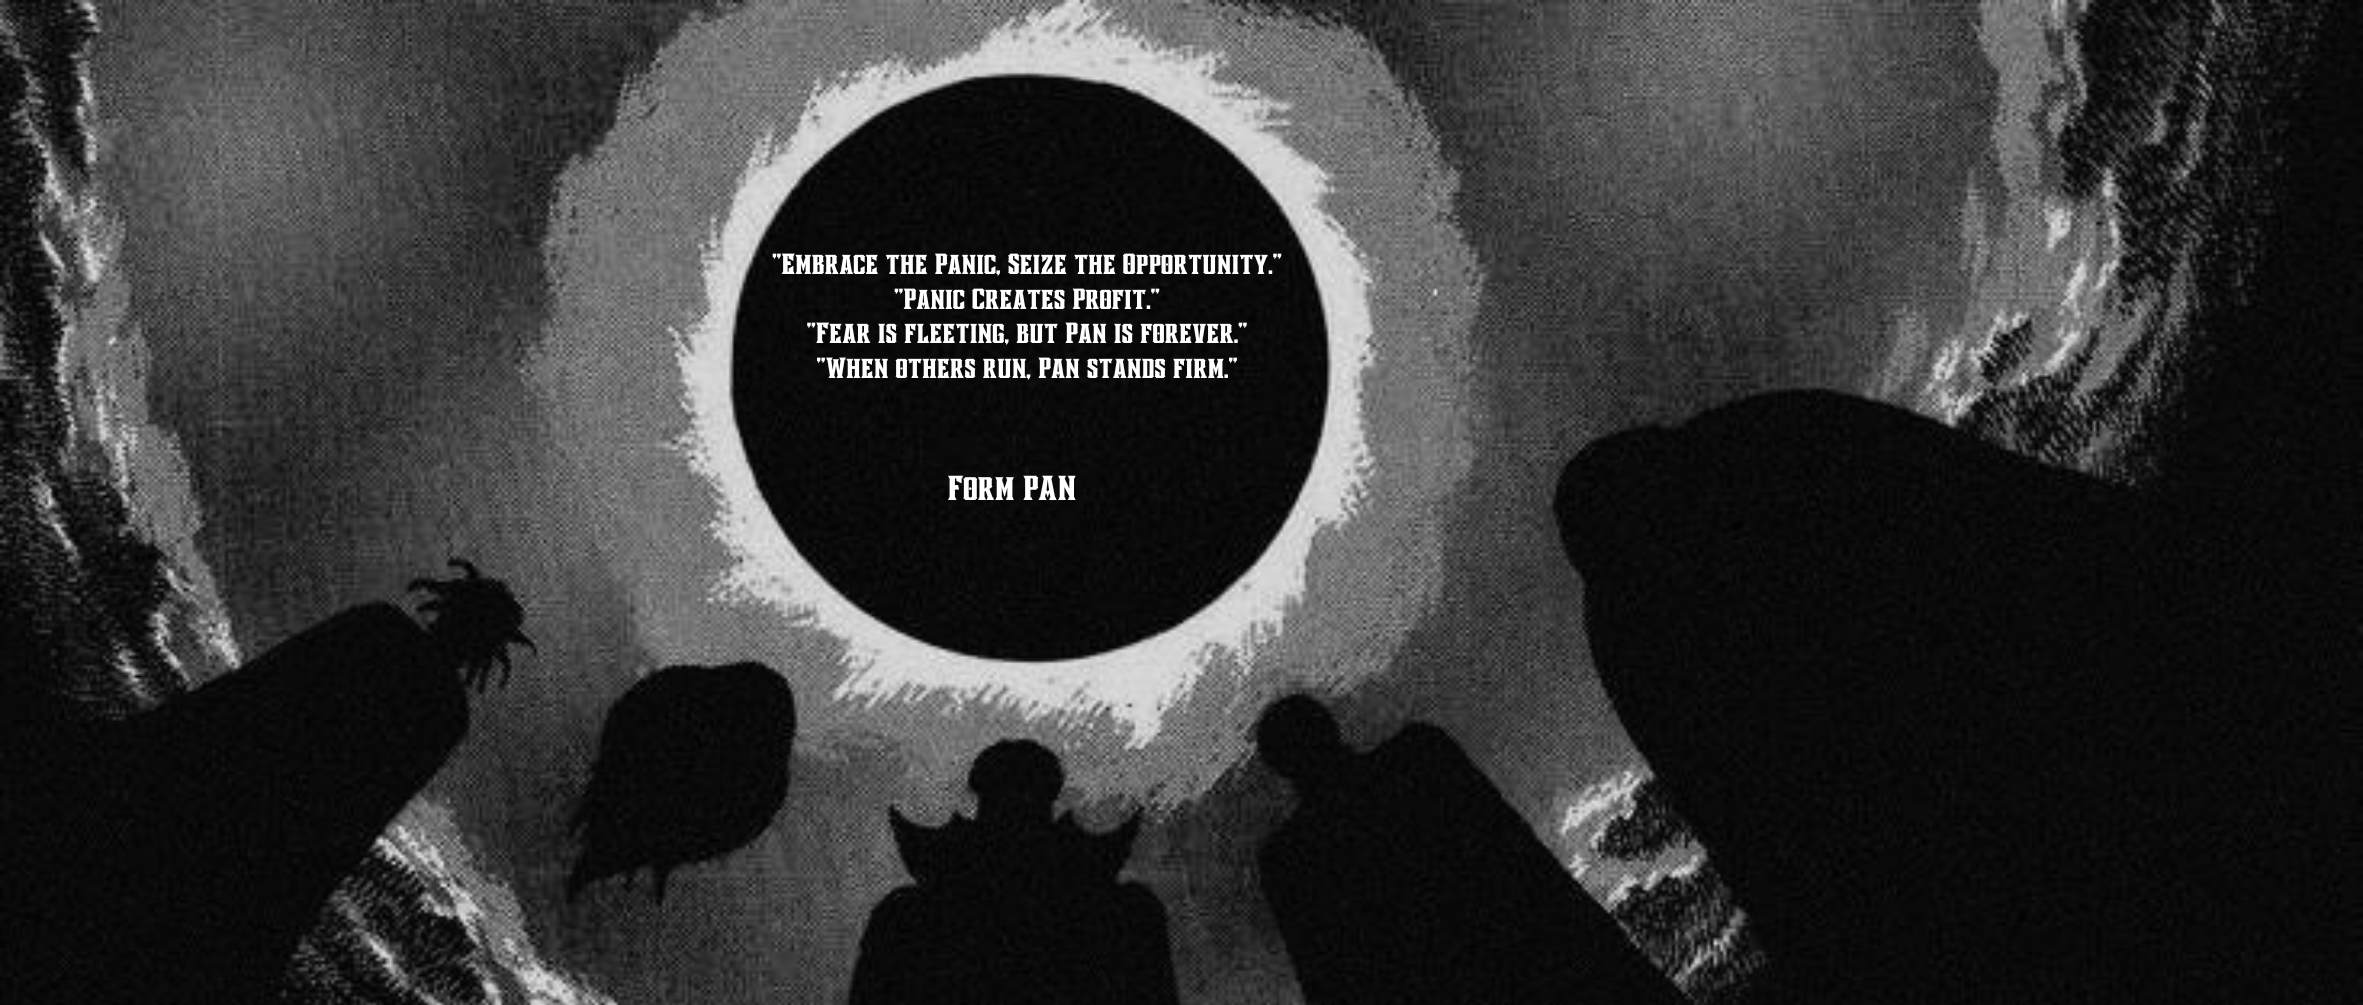 "Embrace the Panic, Seize the Opportunity."
"Panic Creates Profit."
"Fear is fleeting, but Pan is forever."
"When others run, Pan stands firm."
Form PAN